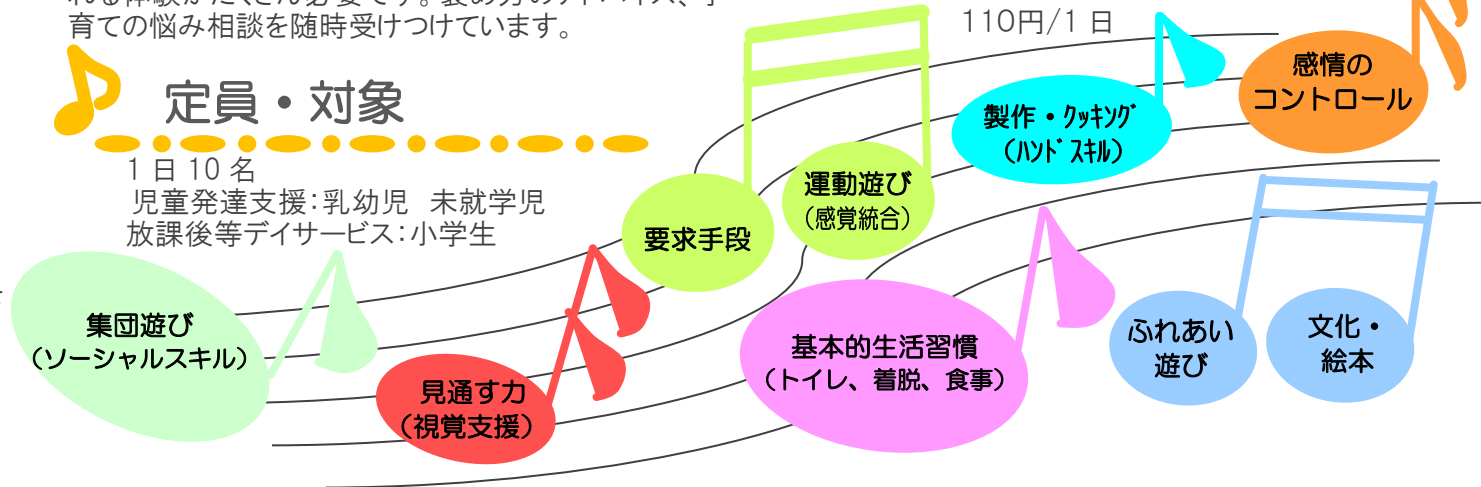 育ての悩み相談を随時受けつけています。
110円/1日
定員・対象
1日10名
児童発達支援：乳幼児　未就学児
放課後等デイサービス：小学生
感情の
コントロール
製作・ｸｯｷﾝｸﾞ
（ﾊﾝﾄﾞｽｷﾙ）
運動遊び
（感覚統合）
要求手段
集団遊び
（ソーシャルスキル）
見通す力
（視覚支援）
基本的生活習慣
（トイレ、着脱、食事）
ふれあい
遊び
文化・
絵本